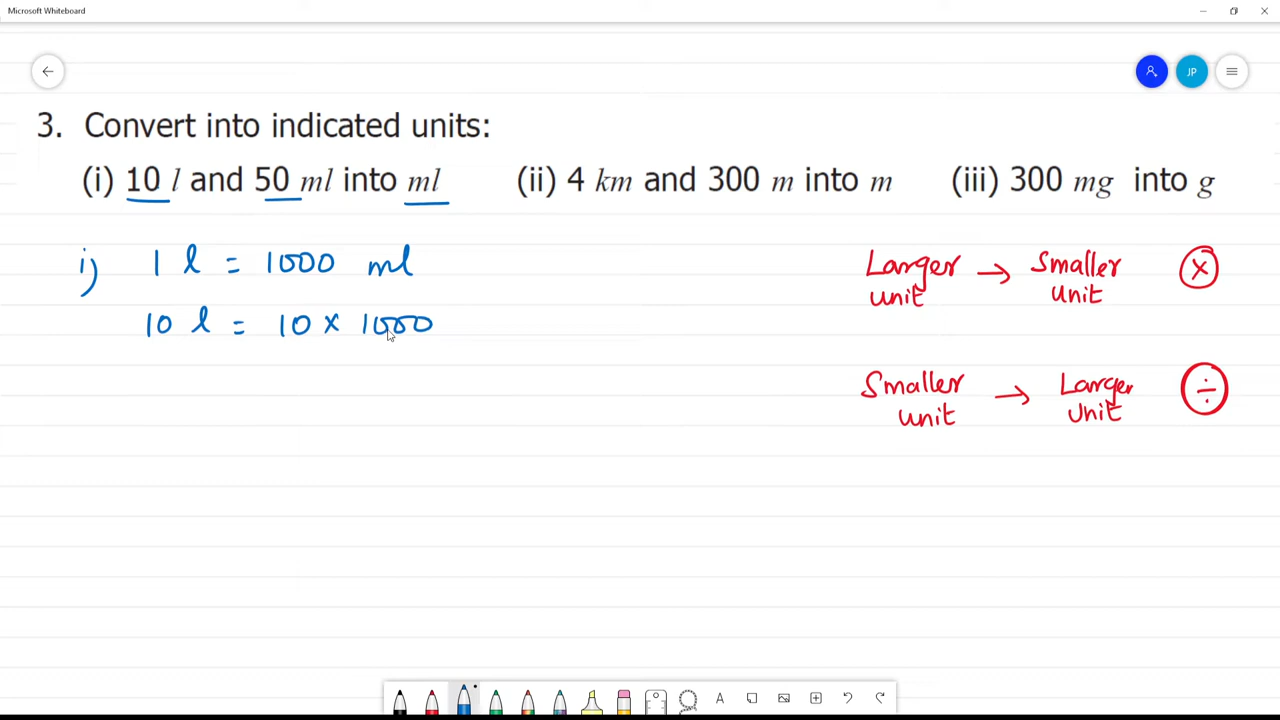 Microsoft Whiteboard
JP
3. Convert into indicated units:
(i) 10 l and 50 ml into ml (ii) 4 km and 300 m into m (iii) 300 mg into g
i) 1 l = 1000 ml
10 l = 10 x 1000
Larger unit → Smaller unit ×
Smaller unit → Larger unit ÷
A